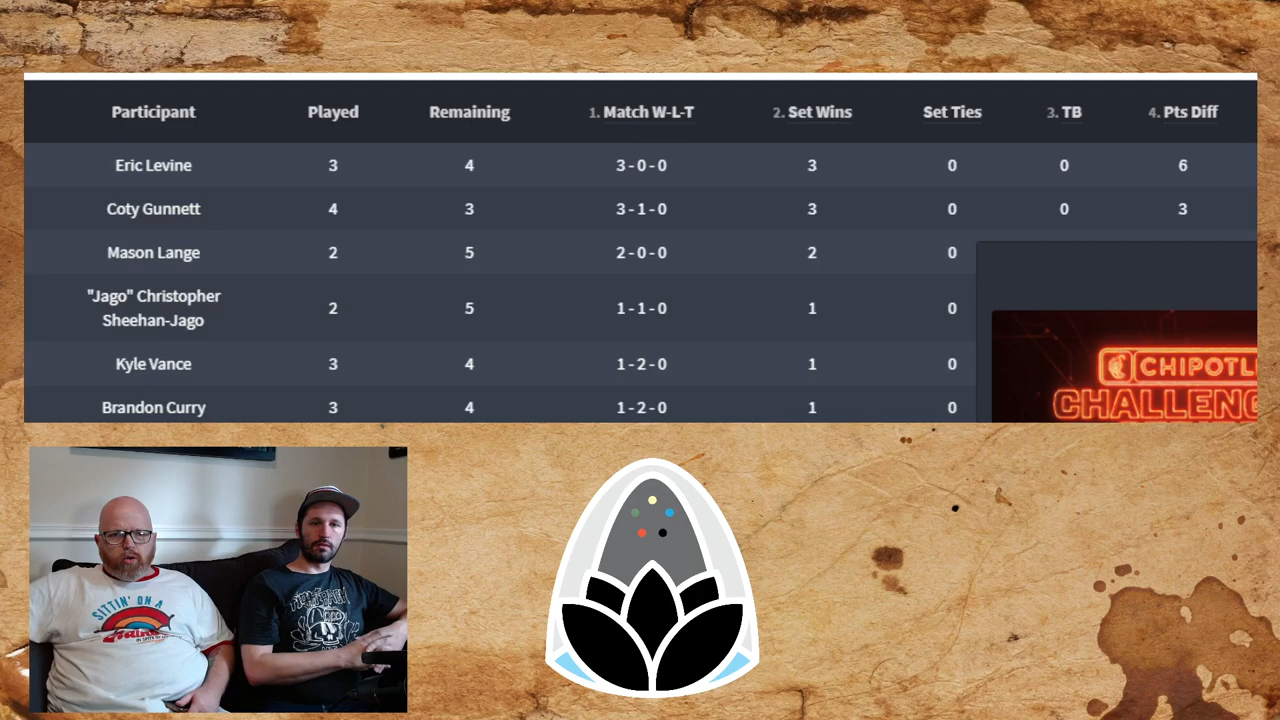 Participant Played Remaining 1. Match W-L-T 2. Set Wins Set Ties 3. TB 4. Pts Diff
Eric Levine 3 4 3 - 0 - 0 3 0 0 6
Coty Gunnett 4 3 3 - 1 - 0 3 0 0 3
Mason Lange 2 5 2 - 0 - 0 2 0
"Jago" Christopher
Sheehan-Jago 2 5 1 - 1 - 0 1 0
Kyle Vance 3 4 1 - 2 - 0 1 0
Brandon Curry 3 4 1 - 2 - 0 1 0
CHIPOTL
CHALLENG
SITTIN' ON A